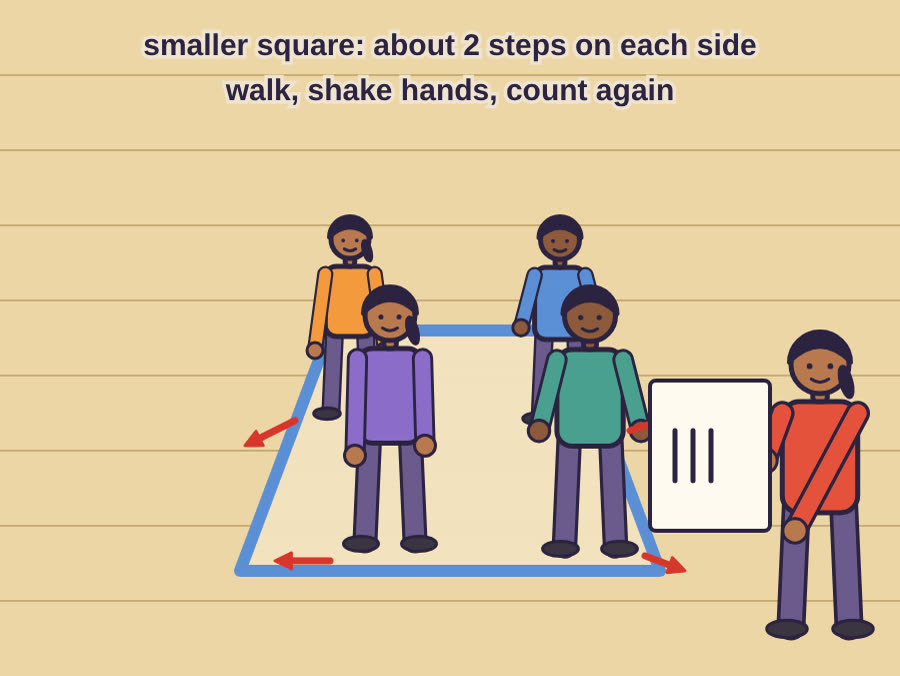 smaller square: about 2 steps on each side
walk, shake hands, count again